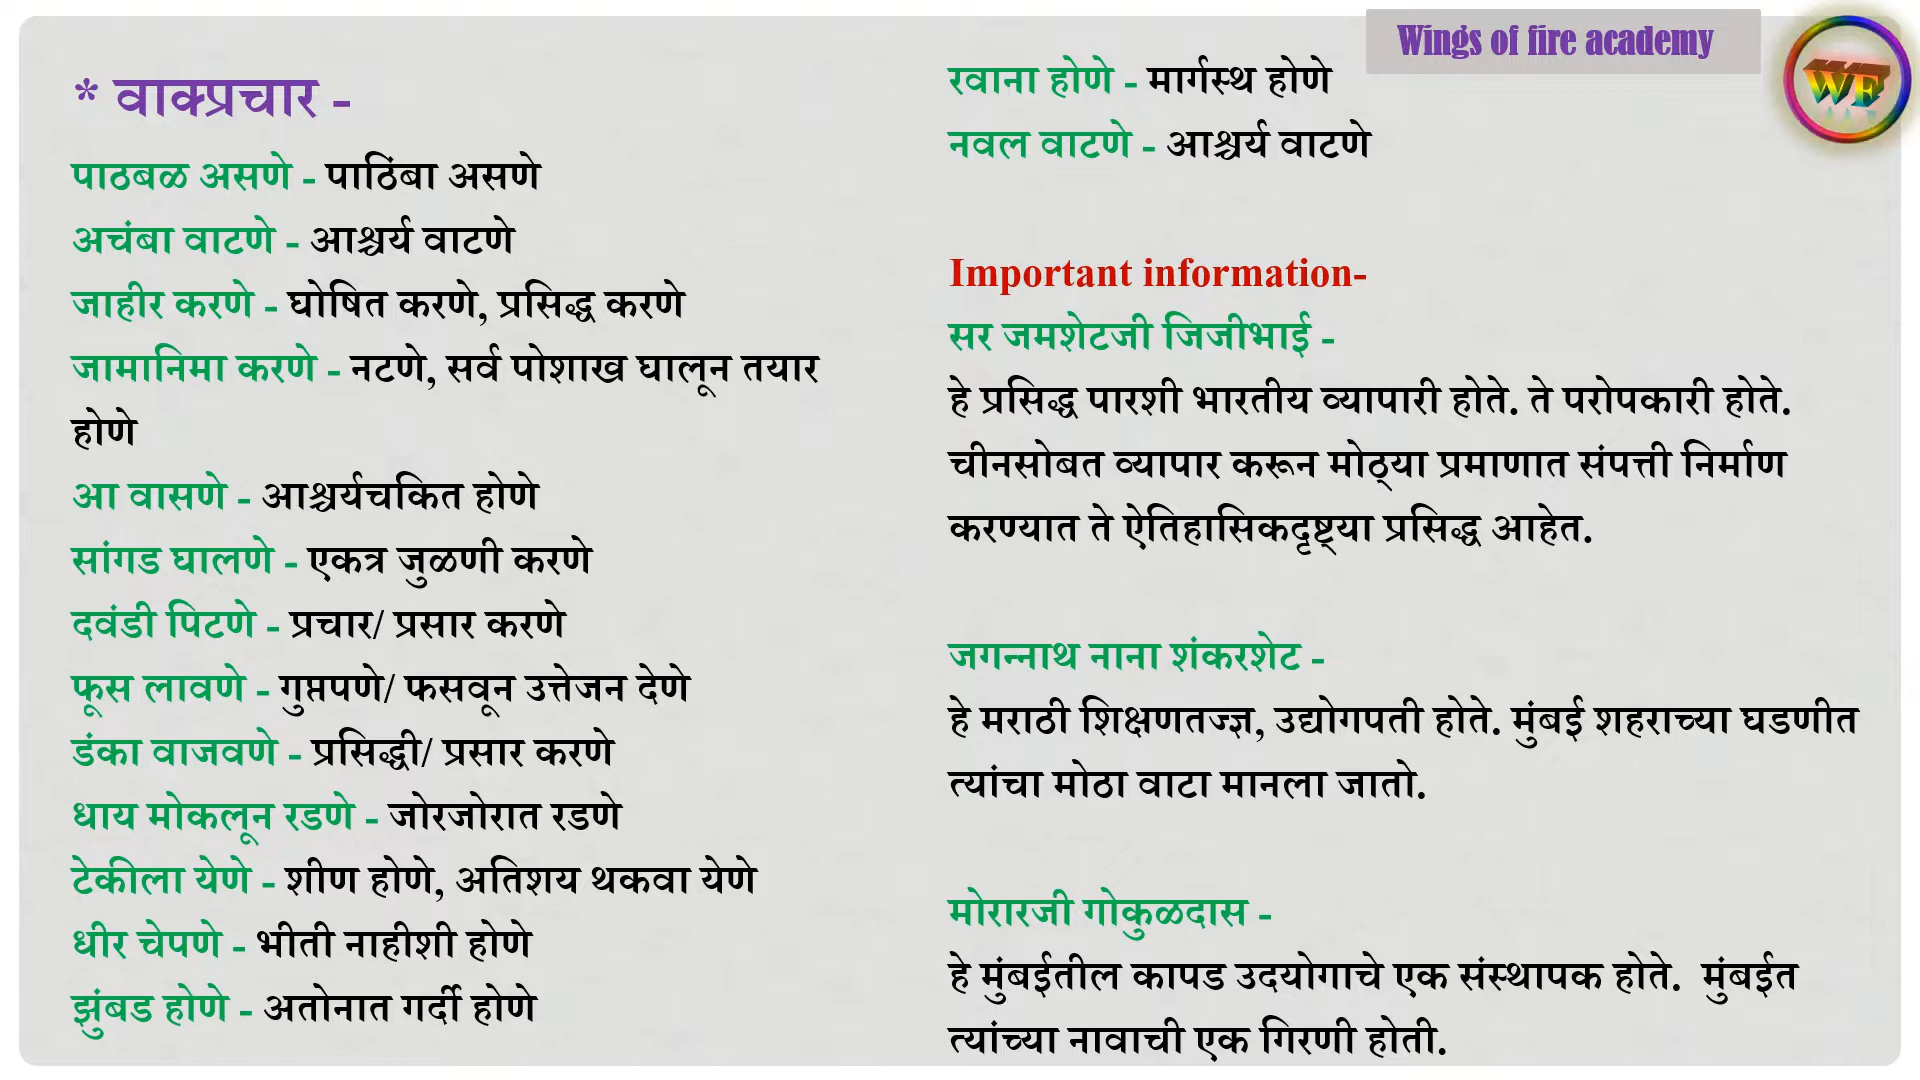 Wings of fire academy
WE
* वाक्प्रचार -
पाठबळ असणे - पाठिंबा असणे
अचंबा वाटणे - आश्चर्य वाटणे
जाहीर करणे - घोषित करणे, प्रसिद्ध करणे
जामानिमा करणे - नटणे, सर्व पोशाख घालून तयार
होणे
आ वासणे - आश्चर्यचकित होणे
सांगड घालणे - एकत्र जुळणी करणे
दवंडी पिटणे - प्रचार/ प्रसार करणे
फूस लावणे - गुप्तपणे/ फसवून उत्तेजन देणे
डंका वाजवणे - प्रसिद्धी/ प्रसार करणे
धाय मोकलून रडणे - जोरजोरात रडणे
टेकीला येणे - शीण होणे, अतिशय थकवा येणे
धीर चेपणे - भीती नाहीशी होणे
झुंबड होणे - अतोनात गर्दी होणे
रवाना होणे - मार्गस्थ होणे
नवल वाटणे - आश्चर्य वाटणे
Important information-
सर जमशेटजी जिजीभाई -
हे प्रसिद्ध पारशी भारतीय व्यापारी होते. ते परोपकारी होते.
चीनसोबत व्यापार करून मोठ्या प्रमाणात संपत्ती निर्माण
करण्यात ते ऐतिहासिकदृष्ट्या प्रसिद्ध आहेत.
जगन्नाथ नाना शंकरशेट -
हे मराठी शिक्षणतज्ज्ञ, उद्योगपती होते. मुंबई शहराच्या घडणीत
त्यांचा मोठा वाटा मानला जातो.
मोरारजी गोकुळदास -
हे मुंबईतील कापड उदयोगाचे एक संस्थापक होते. मुंबईत
त्यांच्या नावाची एक गिरणी होती.